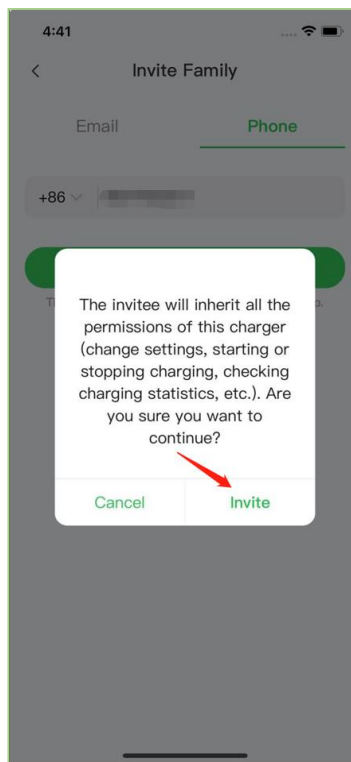 4:41
Invite Family
Email
Phone
+86
The invitee will inherit all the
permissions of this charger
(change settings, starting or
stopping charging, checking
charging statistics, etc.). Are
you sure you want to
continue?
Cancel
Invite